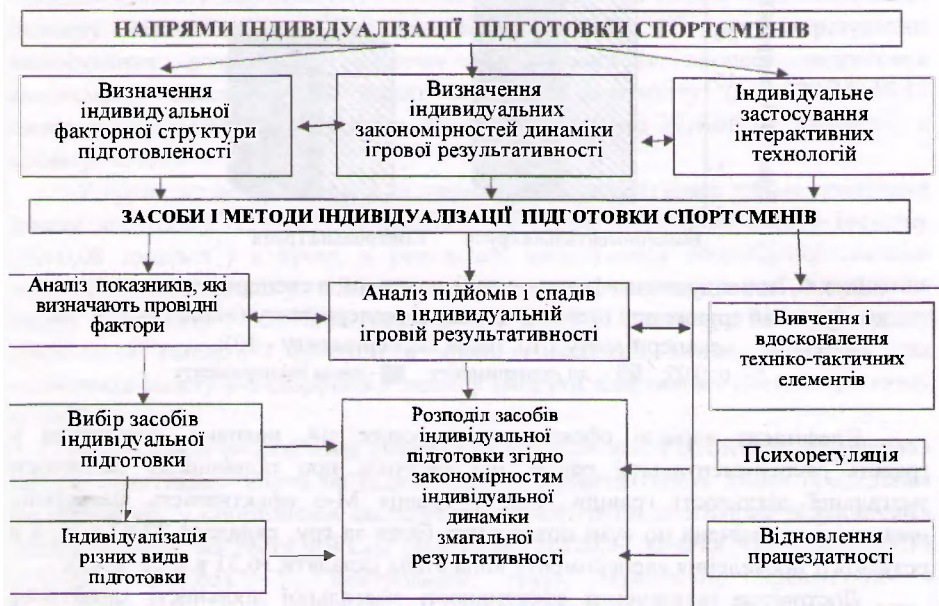 НАПРЯМИ ІНДИВІДУАЛІЗАЦІЇ ПІДГОТОВКИ СПОРТСМЕНІВ
Визначення
індивидуальної
факторної структури
підготовленості
Визначення
індивидуальних
закономірностей динаміки
ігрової результативності
Індивідуальне
застосування
інтерактивних
технологій
ЗАСОБИ І МЕТОДИ ІНДИВІДУАЛІЗАЦІЇ ПІДГОТОВКИ СПОРТСМЕНІВ
Аналіз показників, які
визначають провідні
фактори
Аналіз підйомів і спадів
в индивідуальній
ігровій результативності
Вивчення і
вдосконалення
техніко-тактичних
елементів
Вибір засобів
індивідуальної
підготовки
Розподіл засобів
індивідуальної
підготовки згідно
закономірностям
індивідуальної
динаміки
змагальної
результативності
Психорегуляція
Індивідуалізація
різних видів
підготовки
Відновлення
працездатності